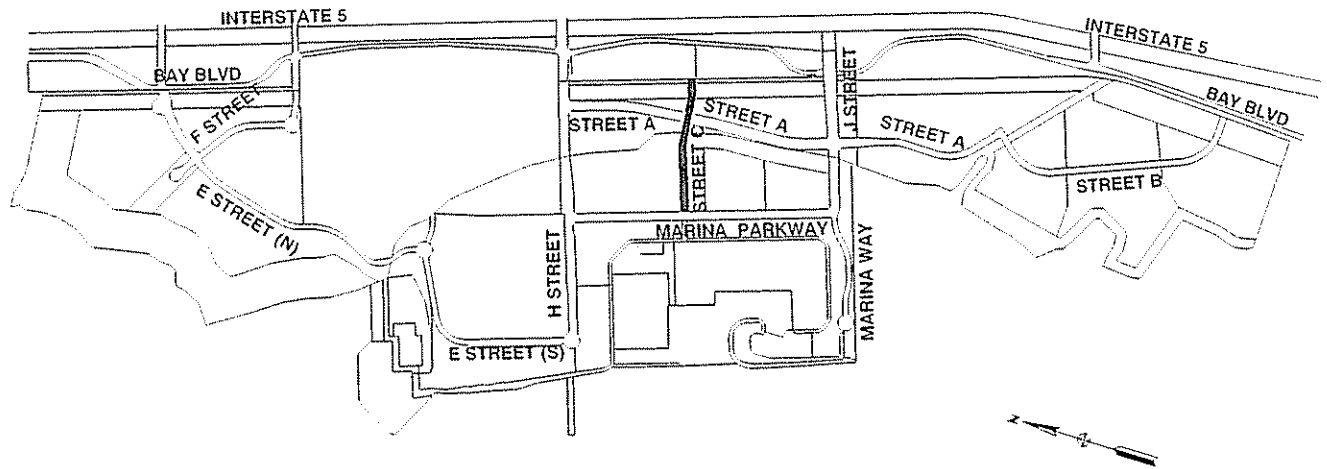 INTERSTATE 5
INTERSTATE 5
BAY BLVD
BAY BLVD
F STREET
J STREET
STREET A
STREET A
STREET A
STREET C
STREET B
E STREET (N)
MARINA PARKWAY
H STREET
MARINA WAY
E STREET (S)
N